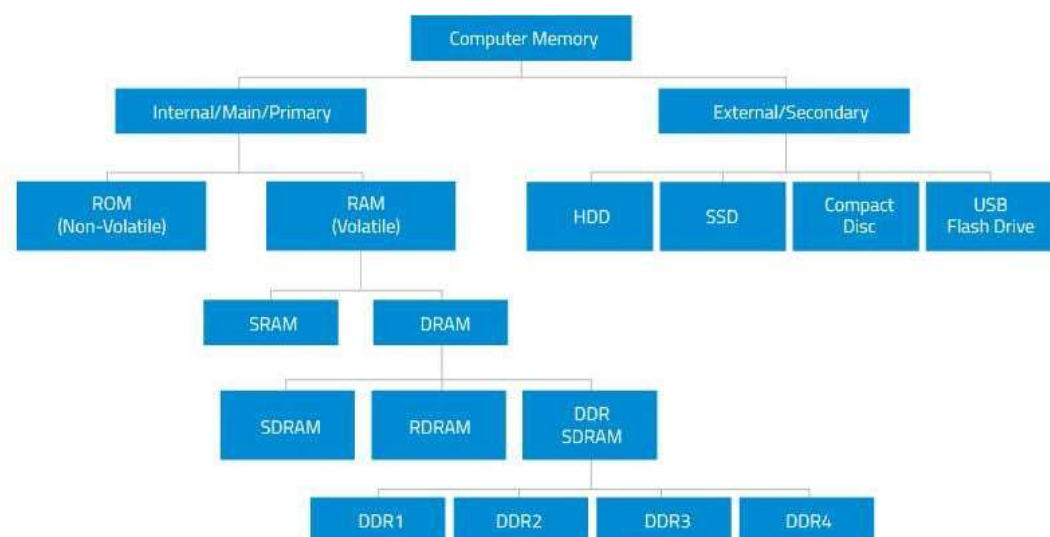 Computer Memory
Internal/Main/Primary
External/Secondary
ROM
(Non-Volatile)
RAM
(Volatile)
HDD
SSD
Compact
Disc
USB
Flash Drive
SRAM
DRAM
SDRAM
RDRAM
DDR
SDRAM
DDR1
DDR2
DDR3
DDR4